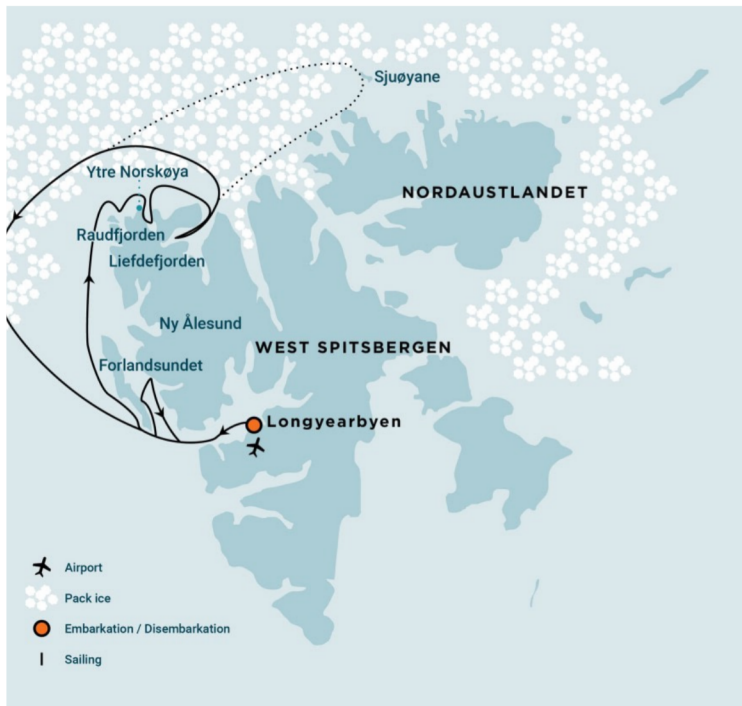 Sjuøyane
Ytre Norskøya
NORDAUSTLANDET
Raudfjorden
Liefdefjorden
Ny Ålesund
WEST SPITSBERGEN
Forlandsundet
Longyearbyen
Airport
Pack ice
Embarkation / Disembarkation
Sailing